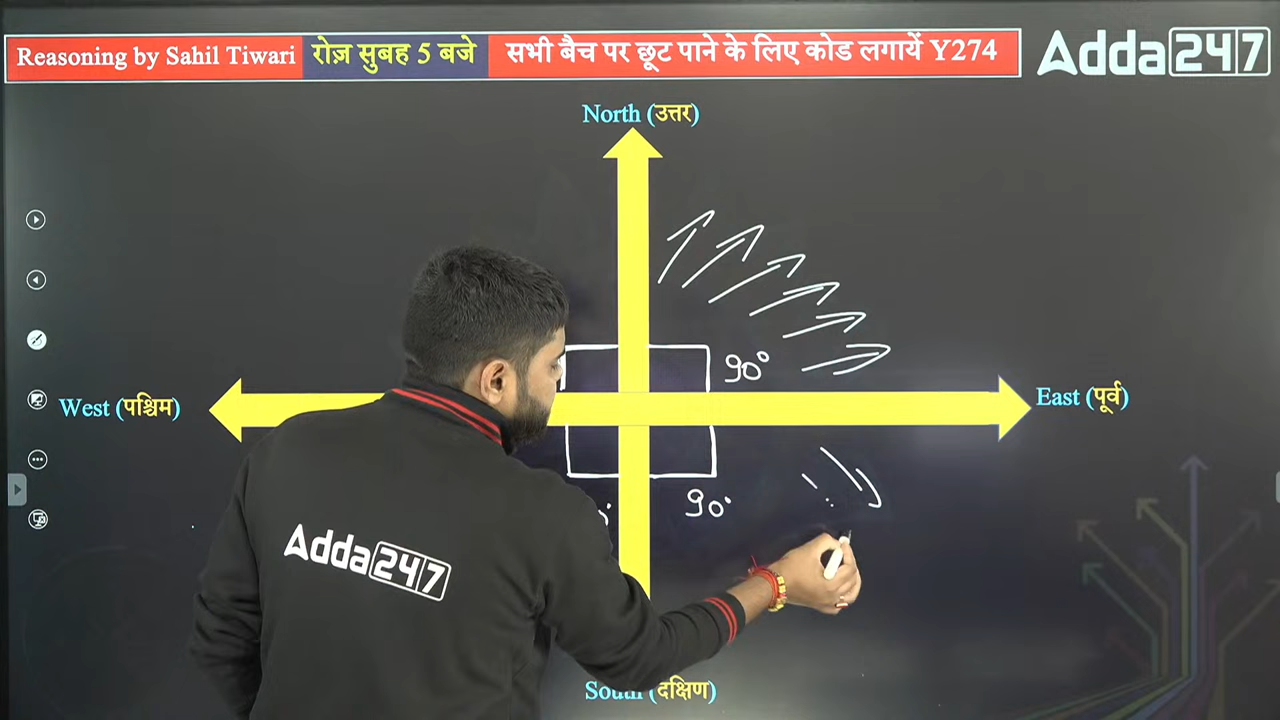 Reasoning by Sahil Tiwari रोज़ सुबह 5 बजे सभी बैच पर छूट पाने के लिए कोड लगायें Y274
Adda247
North (उत्तर)
90°
West (पश्चिम)
East (पूर्व)
90°
Adda247
South (दक्षिण)